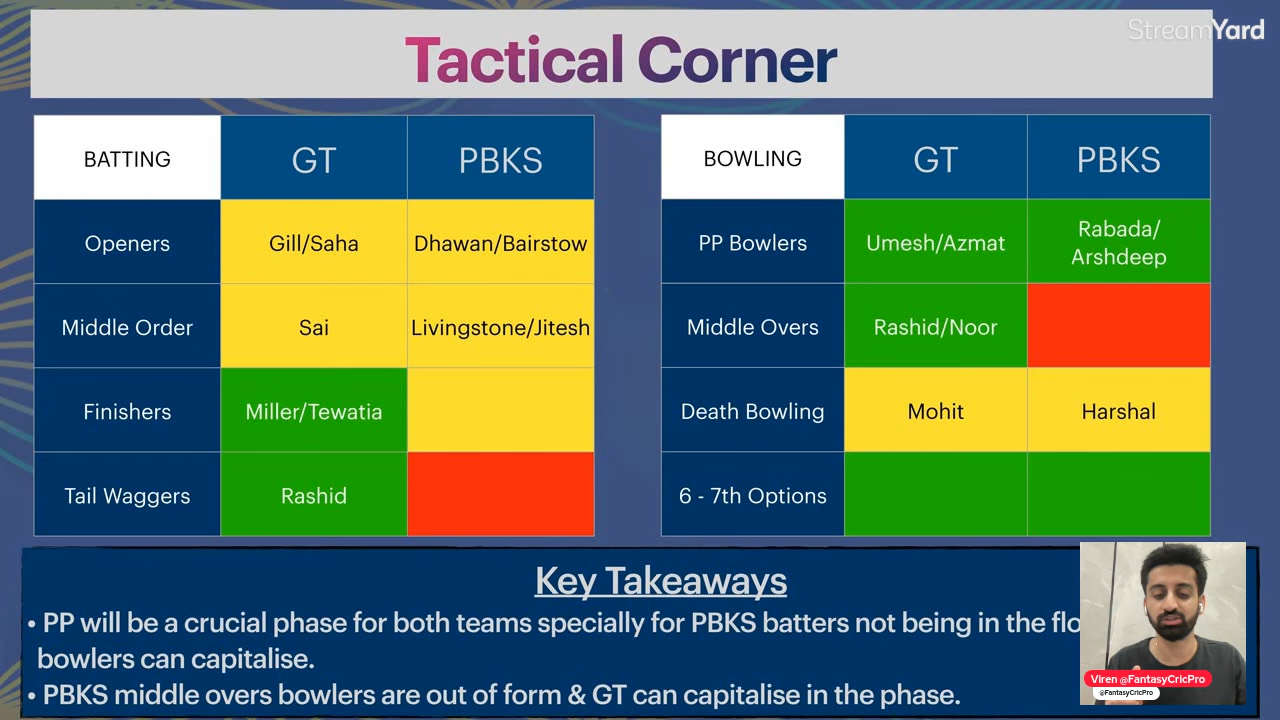 StreamYard
Tactical Corner
BATTING GT PBKS
Openers Gill/Saha Dhawan/Bairstow
Middle Order Sai Livingstone/Jitesh
Finishers Miller/Tewatia
Tail Waggers Rashid
BOWLING GT PBKS
PP Bowlers Umesh/Azmat Rabada/
Arshdeep
Middle Overs Rashid/Noor
Death Bowling Mohit Harshal
6 - 7th Options
Key Takeaways
• PP will be a crucial phase for both teams specially for PBKS batters not being in the
bowlers can capitalise.
• PBKS middle overs bowlers are out of form & GT can capitalise in the phase.
Viren @FantasyCricPro
@FantasyCricPro